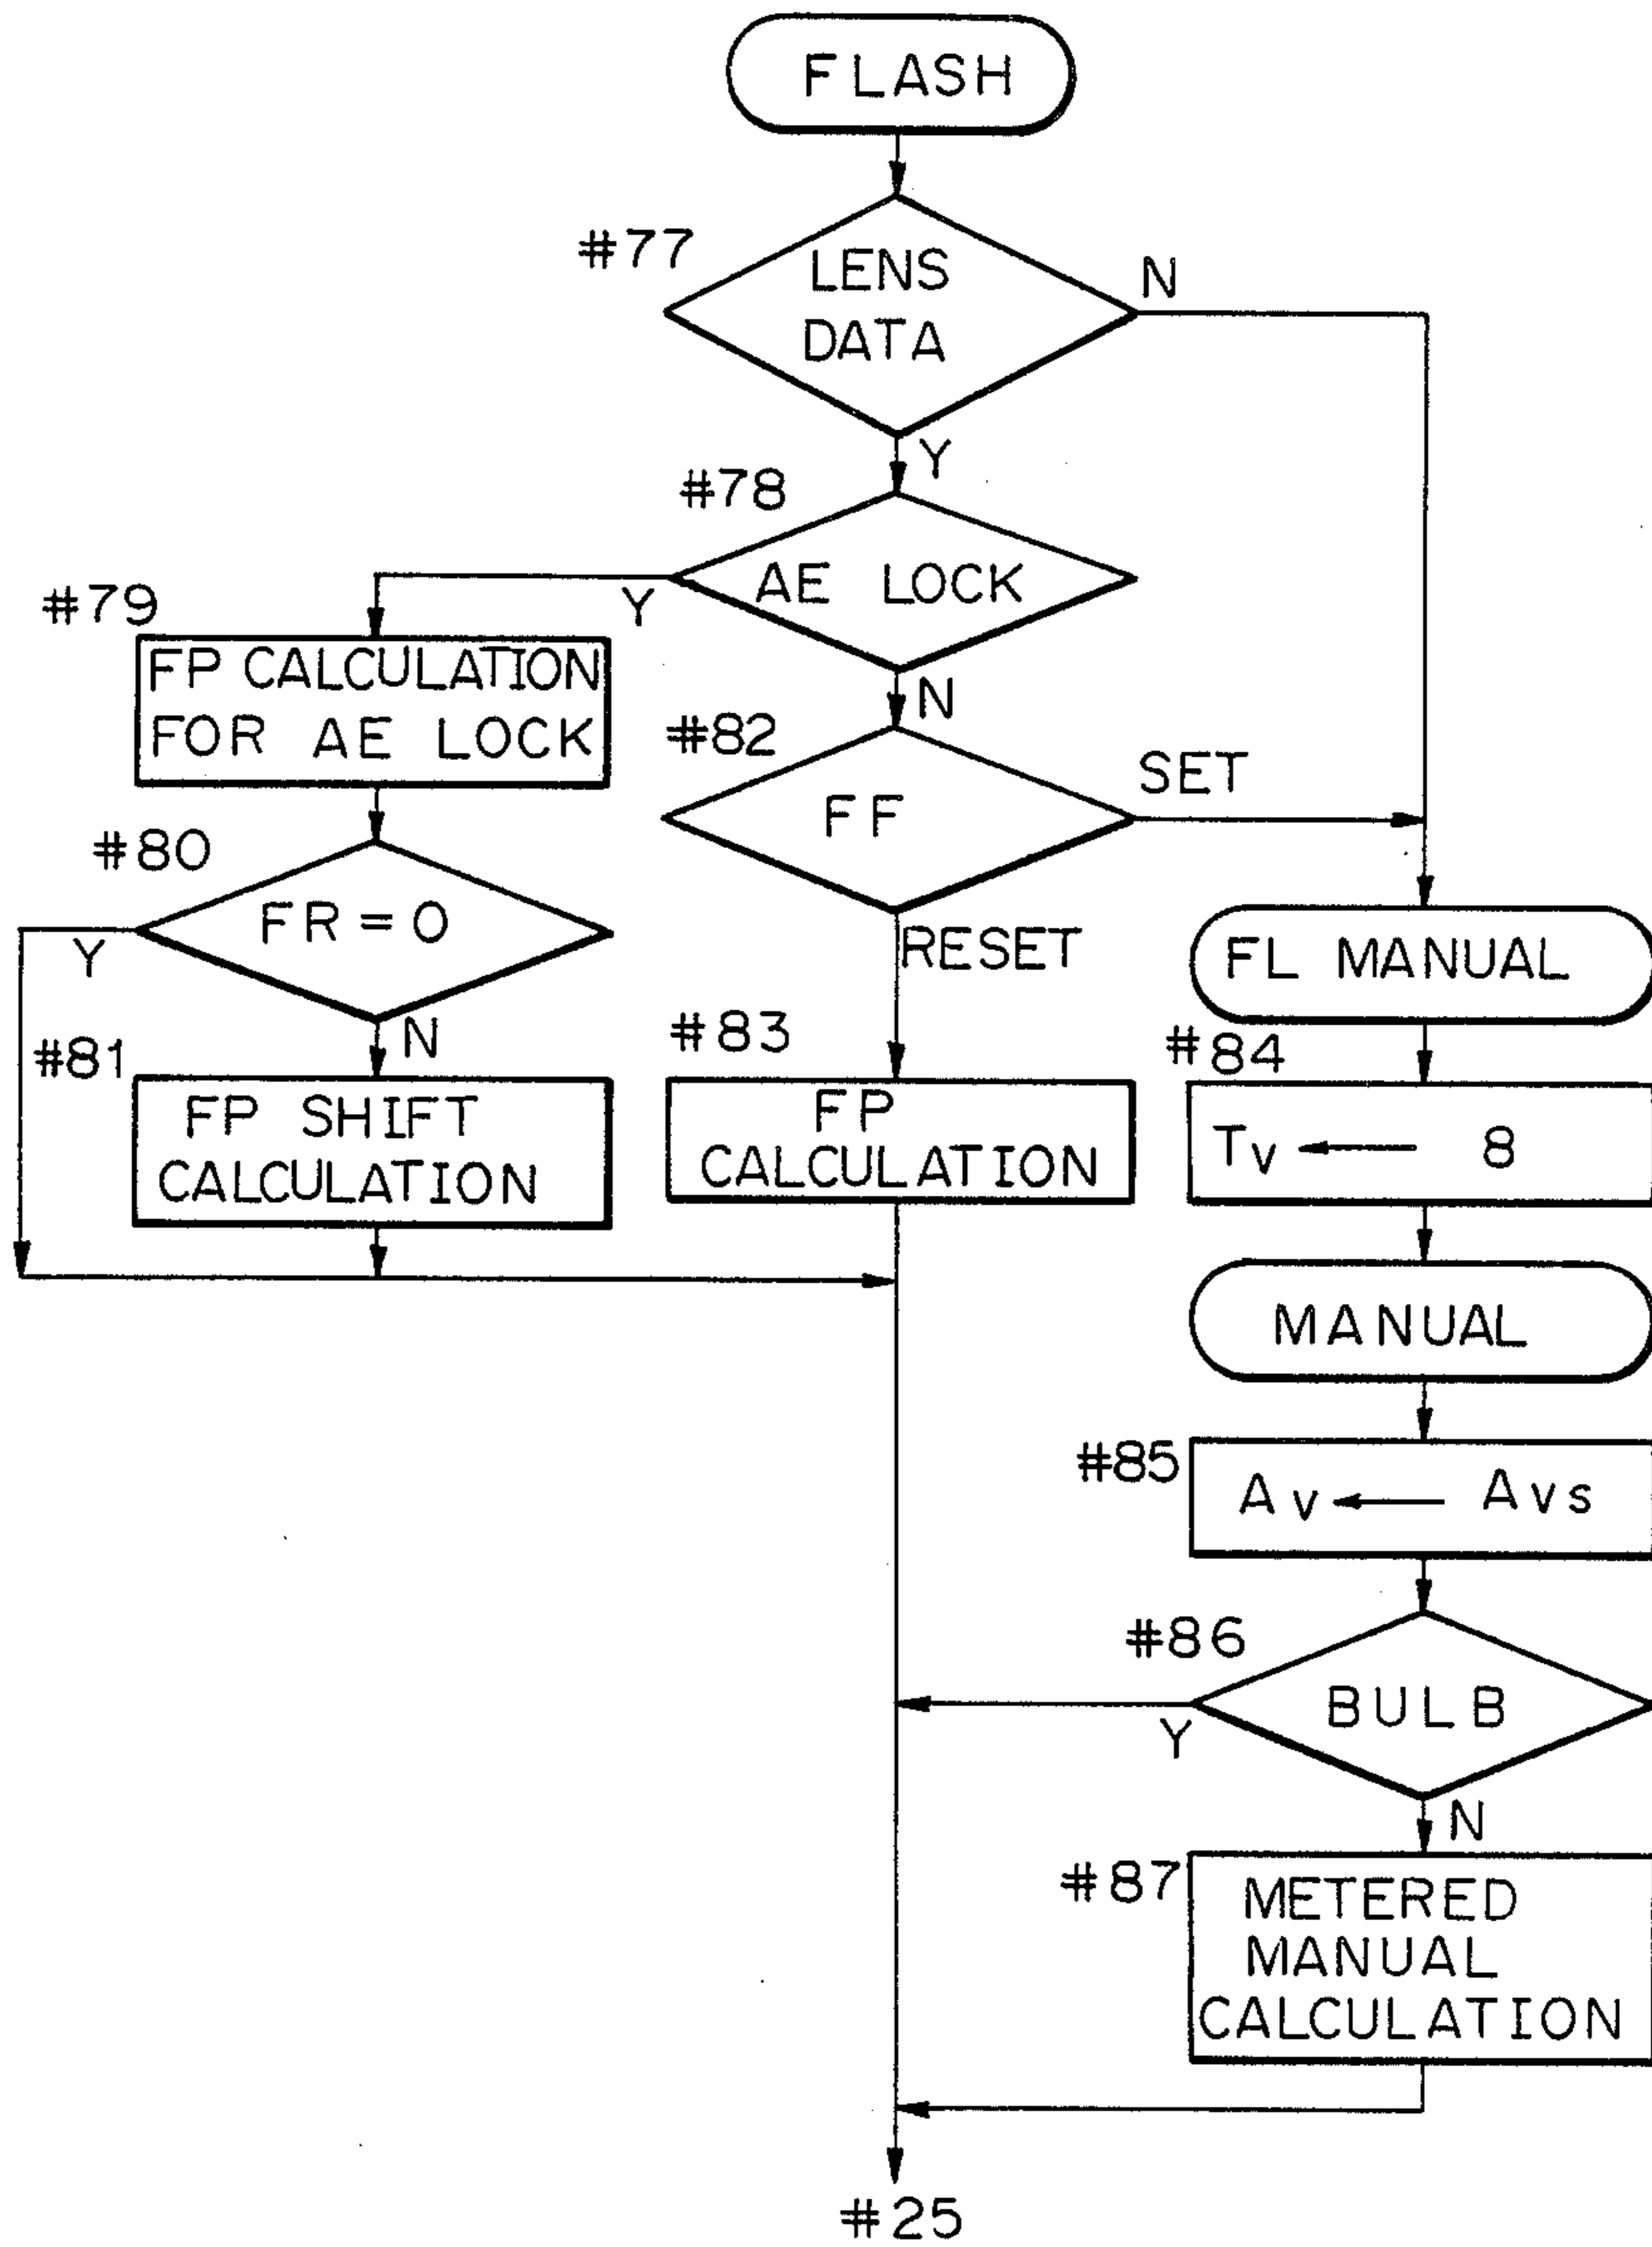 FLASH
#77
LENS
DATA
N
Y
#78
AE LOCK
Y
N
#79
FP CALCULATION
FOR AE LOCK
#80
FR = 0
Y
N
#81
FP SHIFT
CALCULATION
#82
FF
SET
RESET
#83
FP
CALCULATION
FL MANUAL
#84
Tv ← 8
MANUAL
#85
Av ← Avs
#86
BULB
Y
N
#87
METERED
MANUAL
CALCULATION
#25